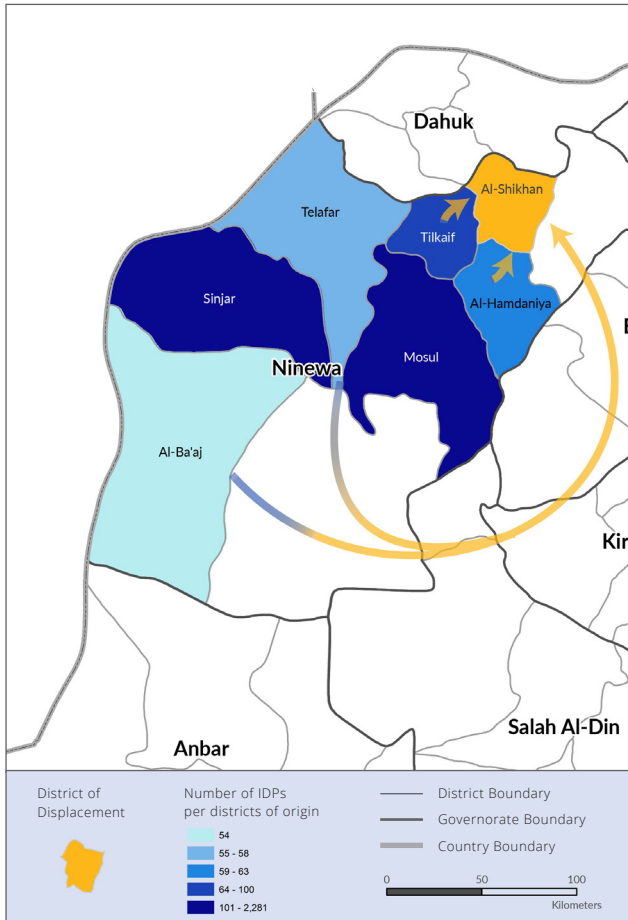 Dahuk
Al-Shikhan
Telafar
Tilkaif
Sinjar
Al-Hamdaniya
Mosul
Ninewa
Al-Ba'aj
Kir
Salah Al-Din
Anbar
District of
Displacement
Number of IDPs
per districts of origin
54
55 - 58
59 - 63
64 - 100
101 - 2,281
District Boundary
Governorate Boundary
Country Boundary
0 50 100
Kilometers